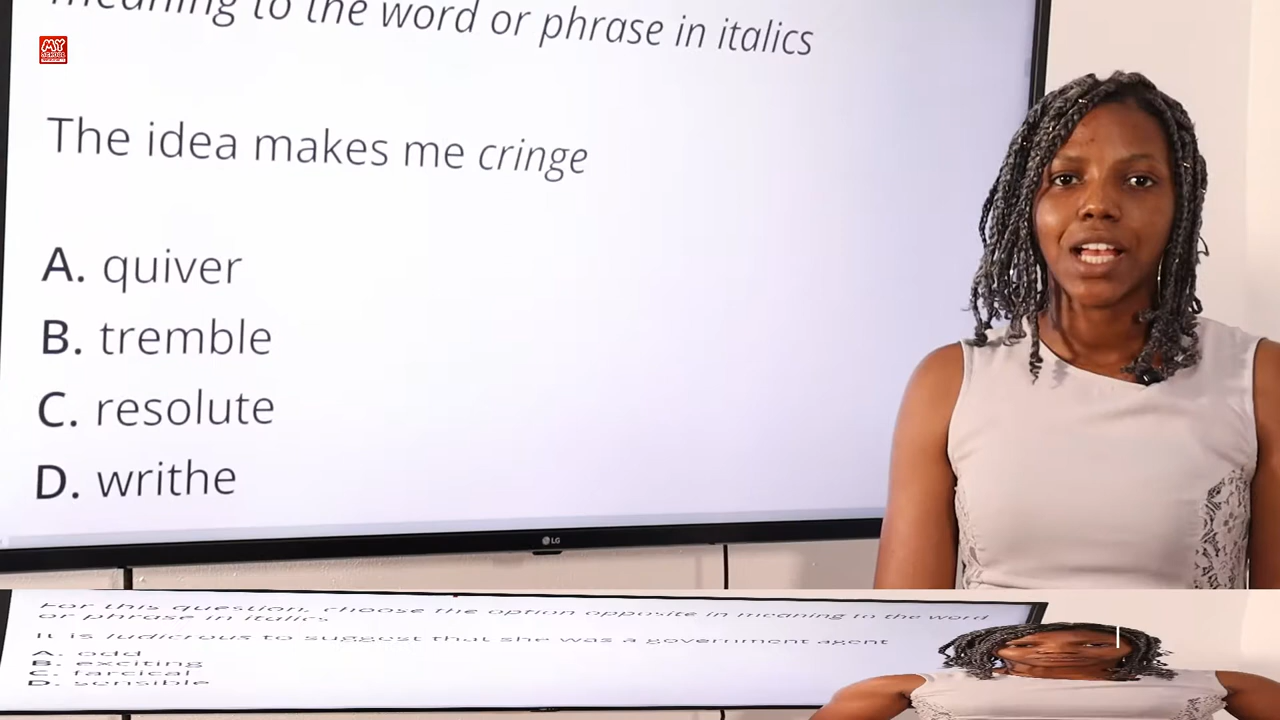 MY
SCHOOL
meaning to the word or phrase in italics
The idea makes me cringe
A. quiver
B. tremble
C. resolute
D. writhe
LG
For this question, choose the option opposite in meaning to the word
or phrase in italics
It is ludicrous to suggest that she was a government agent
A. odd
B. exciting
C. farcical
D. sensible